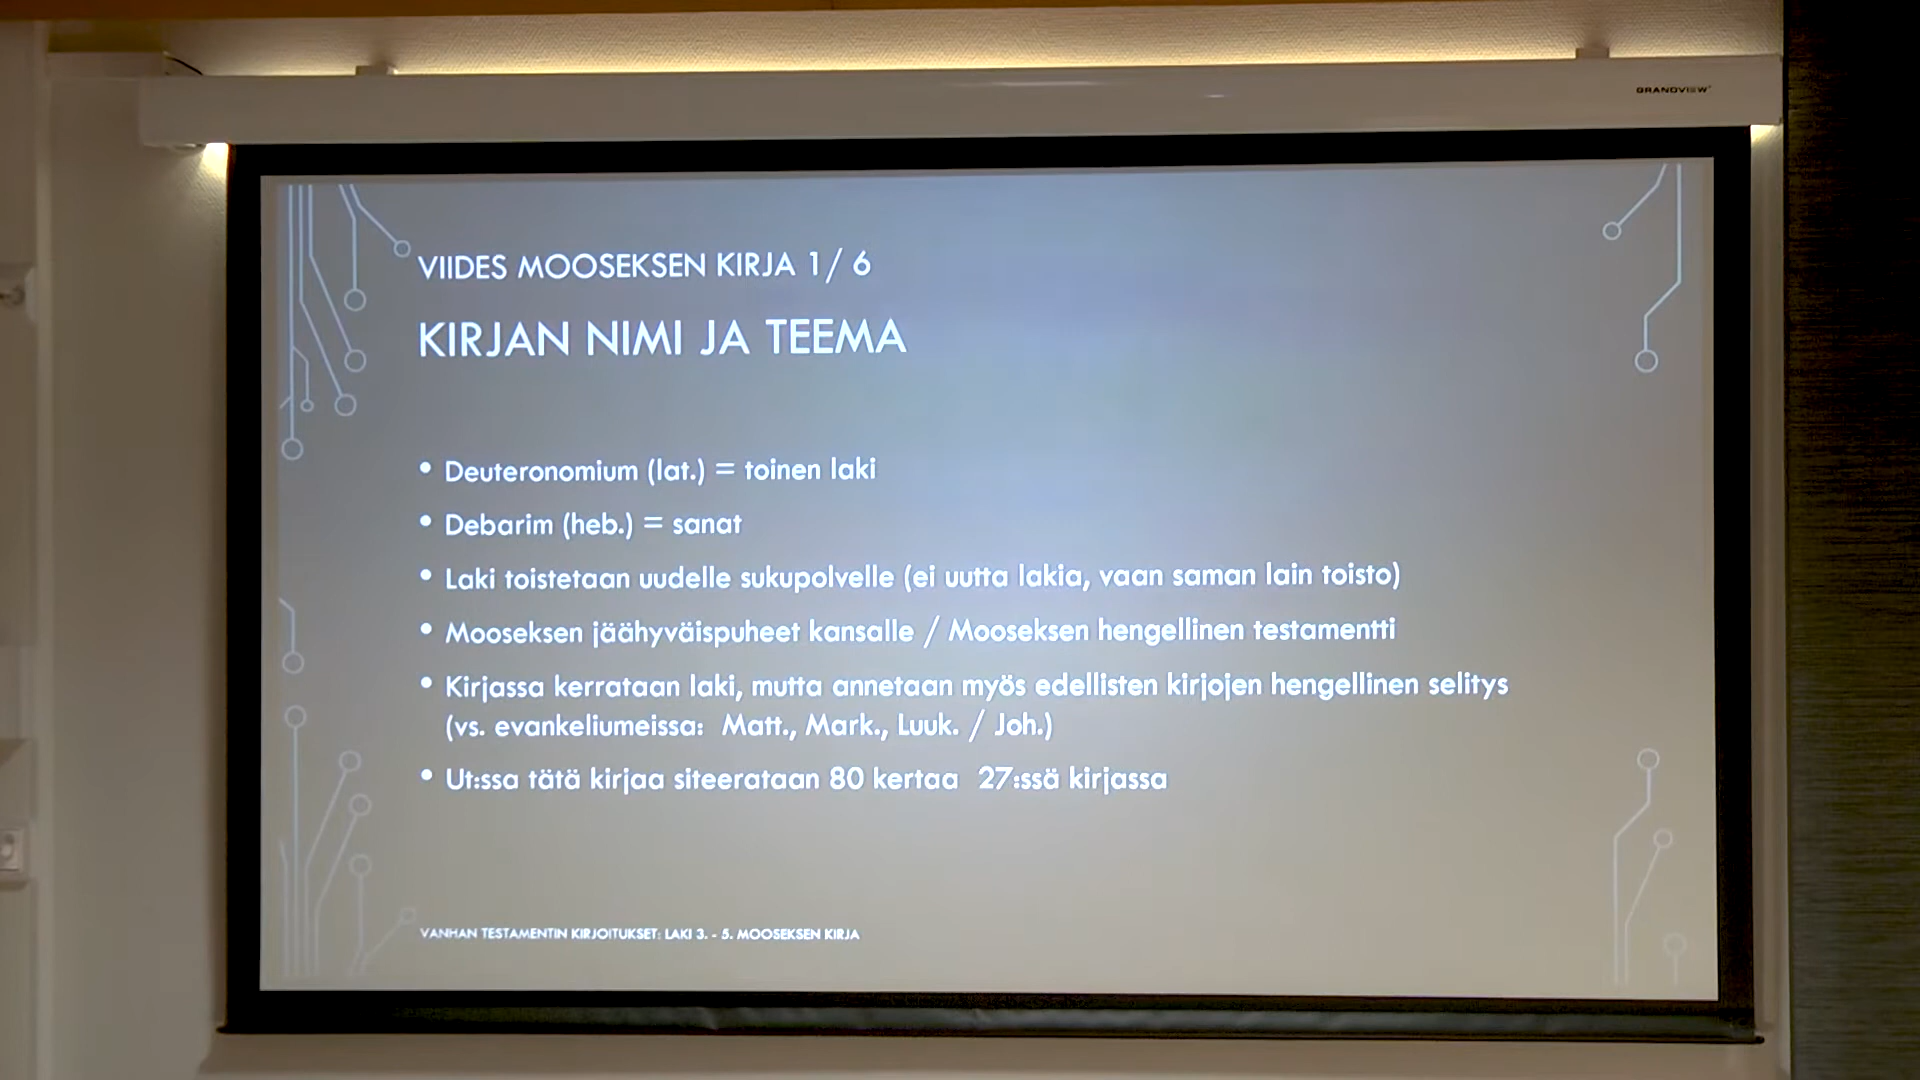 GRANDVIEW
VIIDES MOOSEKSEN KIRJA 1/ 6
KIRJAN NIMI JA TEEMA
• Deuteronomium (lat.) = toinen laki
• Debarim (heb.) = sanat
• Laki toistetaan uudelle sukupolvelle (ei uutta lakia, vaan saman lain toisto)
• Mooseksen jäähyväispuheet kansalle / Mooseksen hengellinen testamentti
• Kirjassa kerrataan laki, mutta annetaan myös edellisten kirjojen hengellinen selitys
(vs. evankeliumeissa: Matt., Mark., Luuk. / Joh.)
• Ut:ssa tätä kirjaa siteerataan 80 kertaa 27:ssä kirjassa
VANHAN TESTAMENTIN KIRJOITUKSET: LAKI 3. - 5. MOOSEKSEN KIRJA